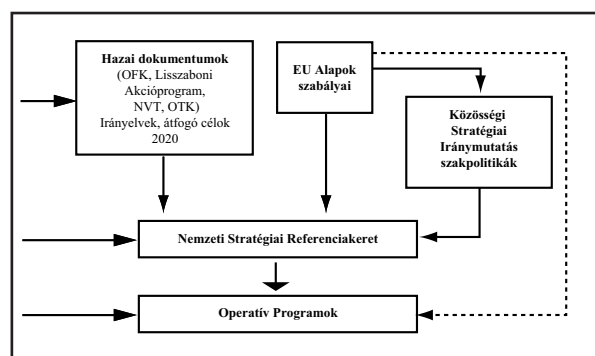 Hazai dokumentumok
(OFK, Lisszaboni
Akcióprogram,
NVT, OTK)
Irányelvek, átfogó célok
2020
EU Alapok
szabályai
Közösségi
Stratégiai
Iránymutatás
szakpolitikák
Nemzeti Stratégiai Referenciakeret
Operatív Programok